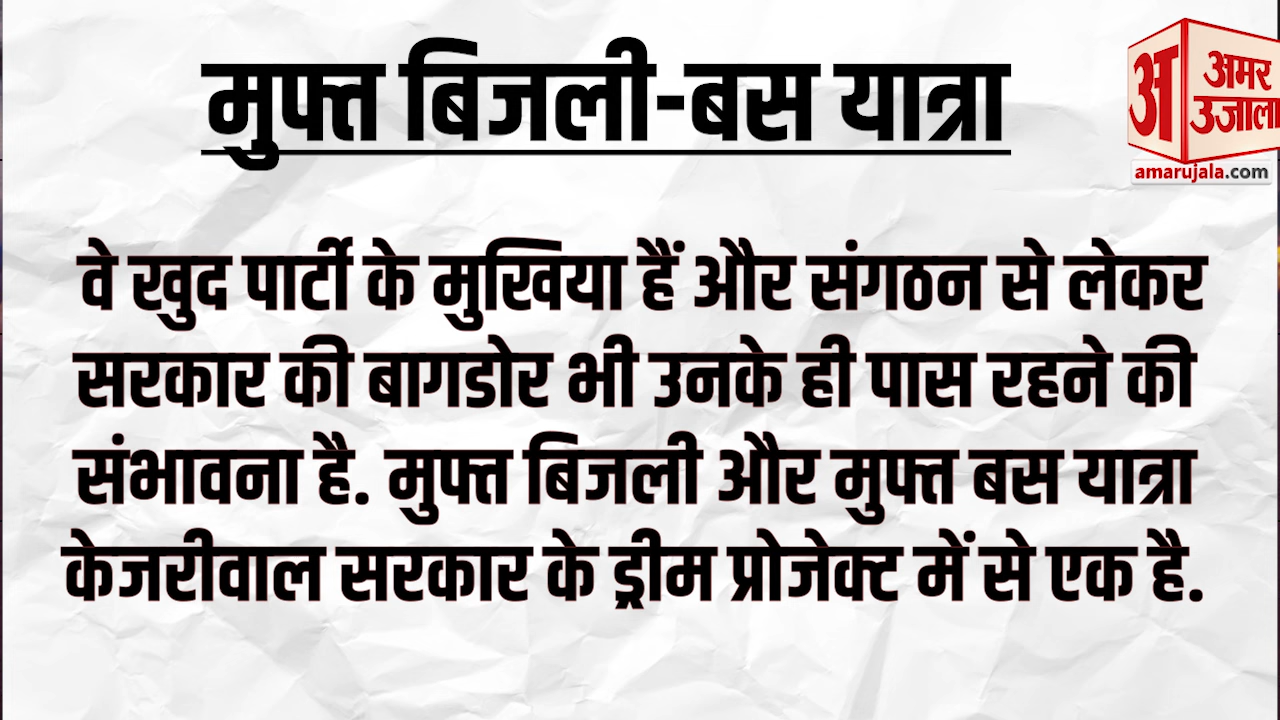 मुफ्त बिजली-बस यात्रा
अ अमर उजाला
amarujala.com
वे खुद पार्टी के मुखिया हैं और संगठन से लेकर
सरकार की बागडोर भी उनके ही पास रहने की
संभावना है. मुफ्त बिजली और मुफ्त बस यात्रा
केजरीवाल सरकार के ड्रीम प्रोजेक्ट में से एक है.